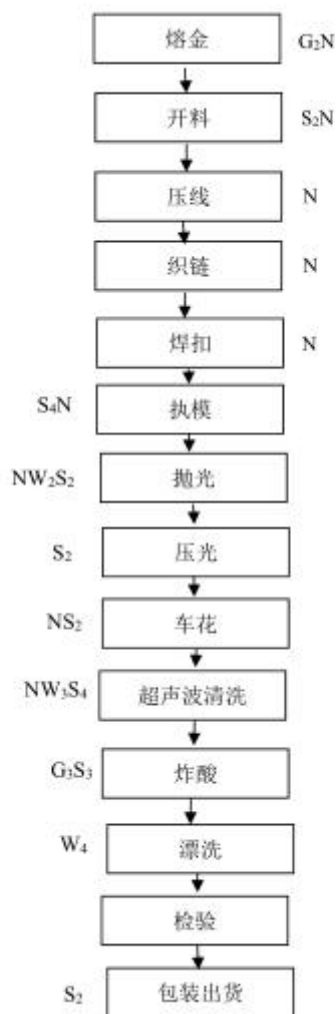 熔金 G₂N
开料 S₂N
压线 N
织链 N
焊扣 N
S₄N 执模
NW₂S₂ 抛光
S₂ 压光
NS₂ 车花
NW₃S₄ 超声波清洗
G₃S₃ 炸酸
W₄ 漂洗
检验
S₂ 包装出货